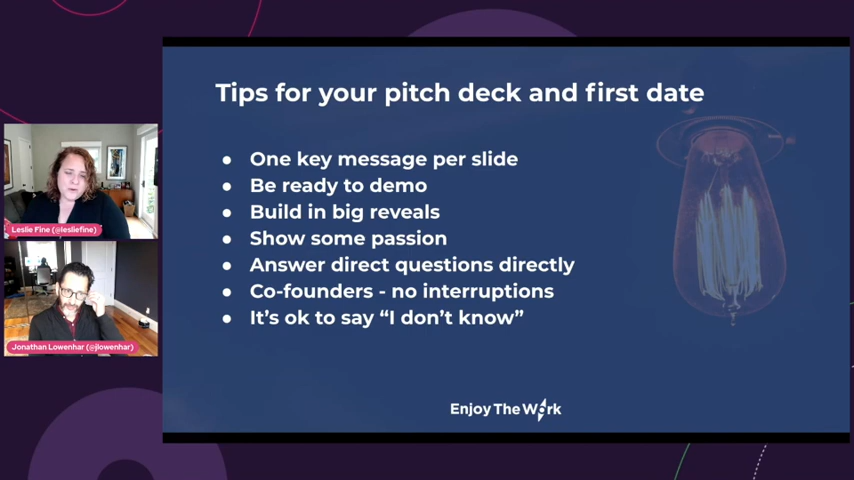 Tips for your pitch deck and first date
● One key message per slide
● Be ready to demo
● Build in big reveals
● Show some passion
● Answer direct questions directly
● Co-founders - no interruptions
● It's ok to say “I don't know”
Leslie Fine (@lesliefine)
Jonathan Lowenhar (@jlowenhar)
Enjoy The Work